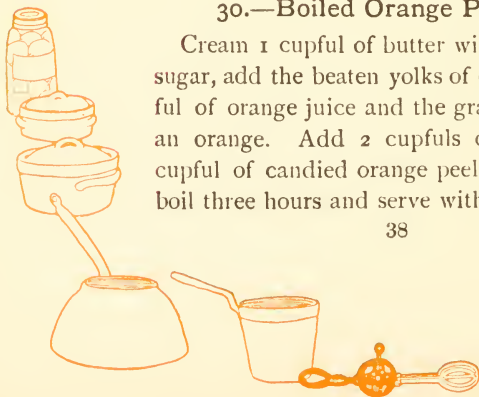 30.—Boiled Orange P
Cream 1 cupful of butter wi
sugar, add the beaten yolks of
ful of orange juice and the gra
an orange. Add 2 cupfuls
cupful of candied orange peel
boil three hours and serve with
38